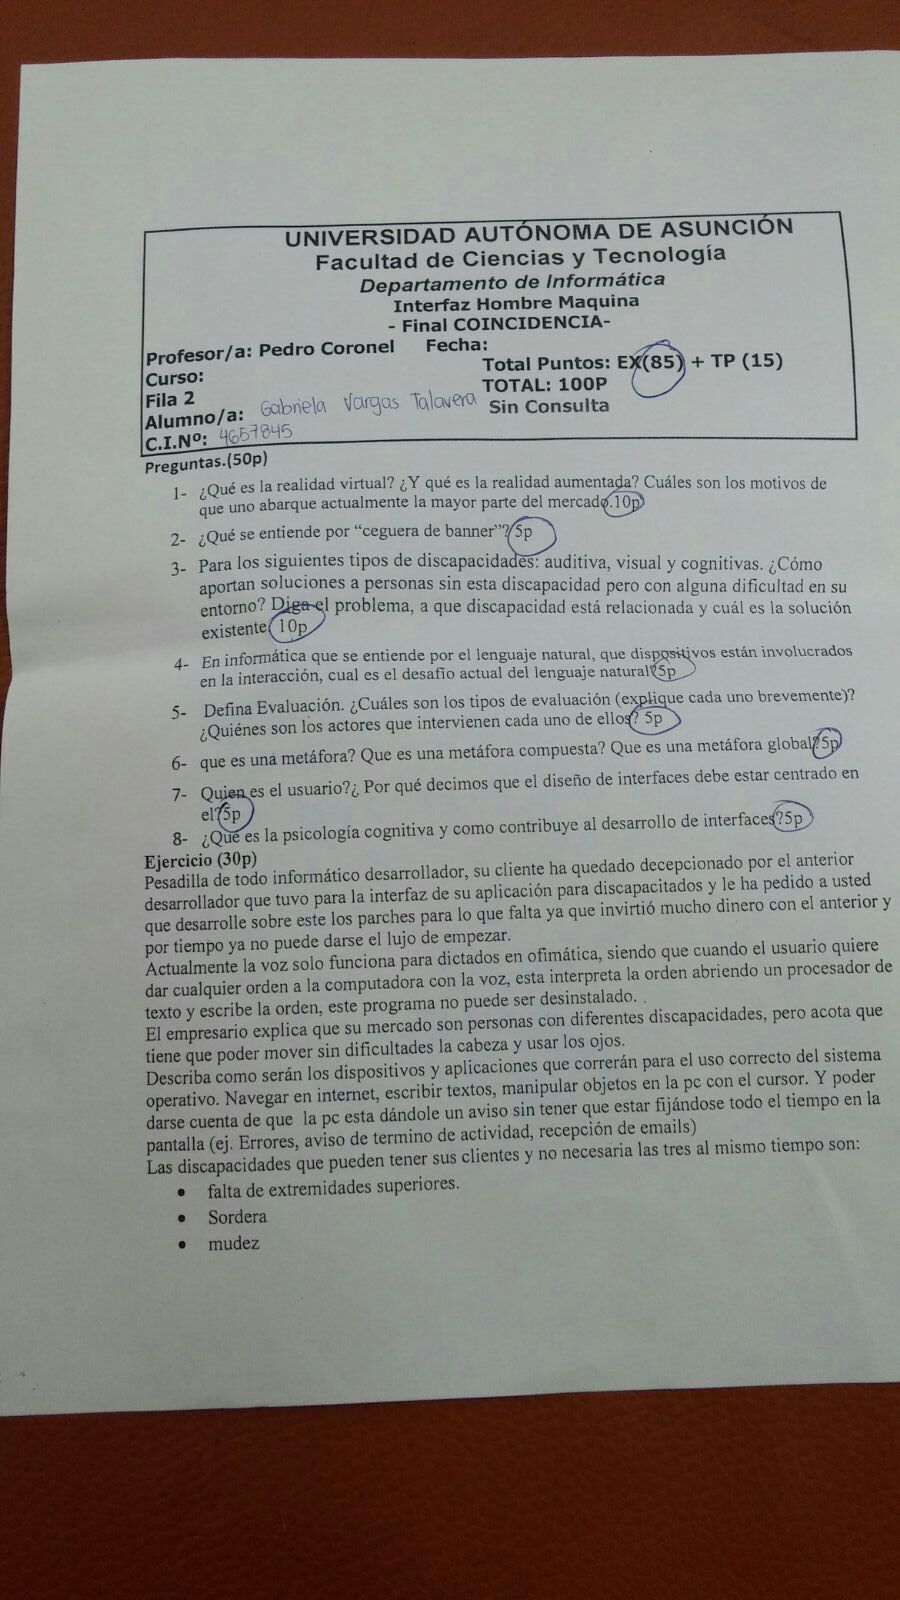 UNIVERSIDAD AUTÓNOMA DE ASUNCIÓN
Facultad de Ciencias y Tecnología
Departamento de Informática
Interfaz Hombre Maquina
- Final COINCIDENCIA-
Profesor/a: Pedro Coronel Fecha:
Curso: Total Puntos: EX(85) + TP (15)
Fila 2 TOTAL: 100P
Alumno/a: Gabriela Vargas Talavera Sin Consulta
C.I.Nº: 4657845
Preguntas.(50p)
1- ¿Qué es la realidad virtual? ¿Y qué es la realidad aumentada? Cuáles son los motivos de
que uno abarque actualmente la mayor parte del mercado.10p
2- ¿Qué se entiende por “ceguera de banner”? 5p
3- Para los siguientes tipos de discapacidades: auditiva, visual y cognitivas. ¿Cómo
aportan soluciones a personas sin esta discapacidad pero con alguna dificultad en su
entorno? Diga el problema, a que discapacidad está relacionada y cuál es la solución
existente 10p
4- En informática que se entiende por el lenguaje natural, que dispositivos están involucrados
en la interacción, cual es el desafío actual del lenguaje natural?5p
5- Defina Evaluación. ¿Cuáles son los tipos de evaluación (explique cada uno brevemente)?
¿Quiénes son los actores que intervienen cada uno de ellos? 5p
6- que es una metáfora? Que es una metáfora compuesta? Que es una metáfora global?5p
7- Quien es el usuario?¿ Por qué decimos que el diseño de interfaces debe estar centrado en
el?5p
8- ¿Qué es la psicología cognitiva y como contribuye al desarrollo de interfaces?5p
Ejercicio (30p)
Pesadilla de todo informático desarrollador, su cliente ha quedado decepcionado por el anterior
desarrollador que tuvo para la interfaz de su aplicación para discapacitados y le ha pedido a usted
que desarrolle sobre este los parches para lo que falta ya que invirtió mucho dinero con el anterior y
por tiempo ya no puede darse el lujo de empezar.
Actualmente la voz solo funciona para dictados en ofimática, siendo que cuando el usuario quiere
dar cualquier orden a la computadora con la voz, esta interpreta la orden abriendo un procesador de
texto y escribe la orden, este programa no puede ser desinstalado. .
El empresario explica que su mercado son personas con diferentes discapacidades, pero acota que
tiene que poder mover sin dificultades la cabeza y usar los ojos.
Describa como serán los dispositivos y aplicaciones que correrán para el uso correcto del sistema
operativo. Navegar en internet, escribir textos, manipular objetos en la pc con el cursor. Y poder
darse cuenta de que la pc esta dándole un aviso sin tener que estar fijándose todo el tiempo en la
pantalla (ej. Errores, aviso de termino de actividad, recepción de emails)
Las discapacidades que pueden tener sus clientes y no necesaria las tres al mismo tiempo son:
• falta de extremidades superiores.
• Sordera
• mudez